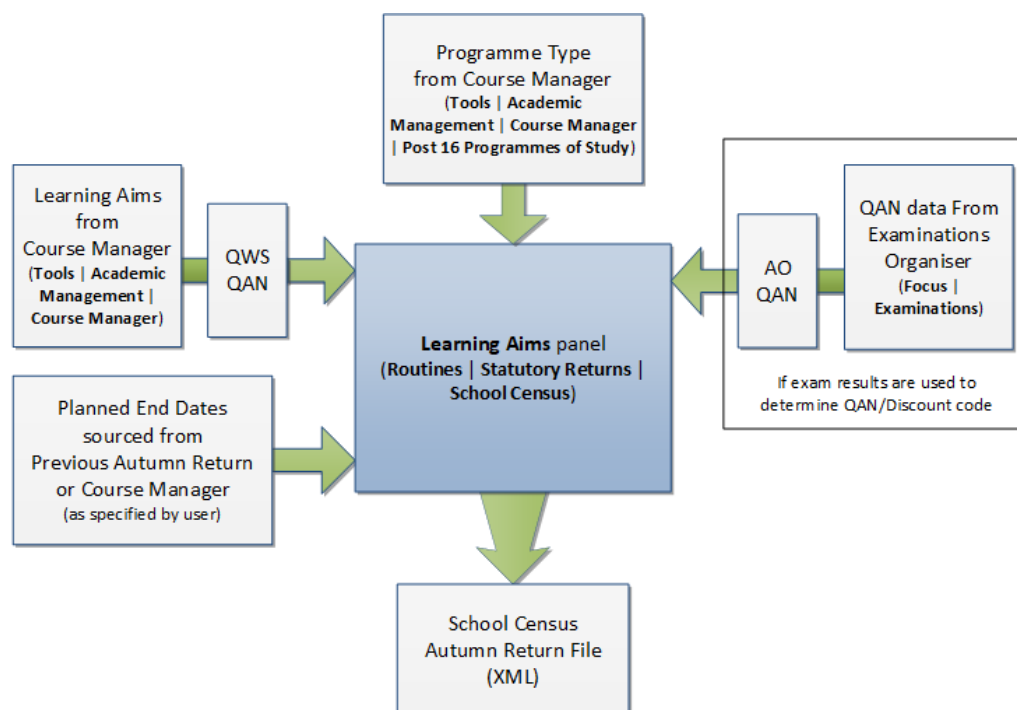 Programme Type
from Course Manager
(Tools | Academic
Management | Course Manager
| Post 16 Programmes of Study)
Learning Aims
from
Course Manager
(Tools | Academic
Management |
Course Manager)
QWS
QAN
Learning Aims panel
(Routines | Statutory Returns |
School Census)
AO
QAN
QAN data From
Examinations
Organiser
(Focus |
Examinations)
If exam results are used to
determine QAN/Discount code
Planned End Dates
sourced from
Previous Autumn Return
or Course Manager
(as specified by user)
School Census
Autumn Return File
(XML)